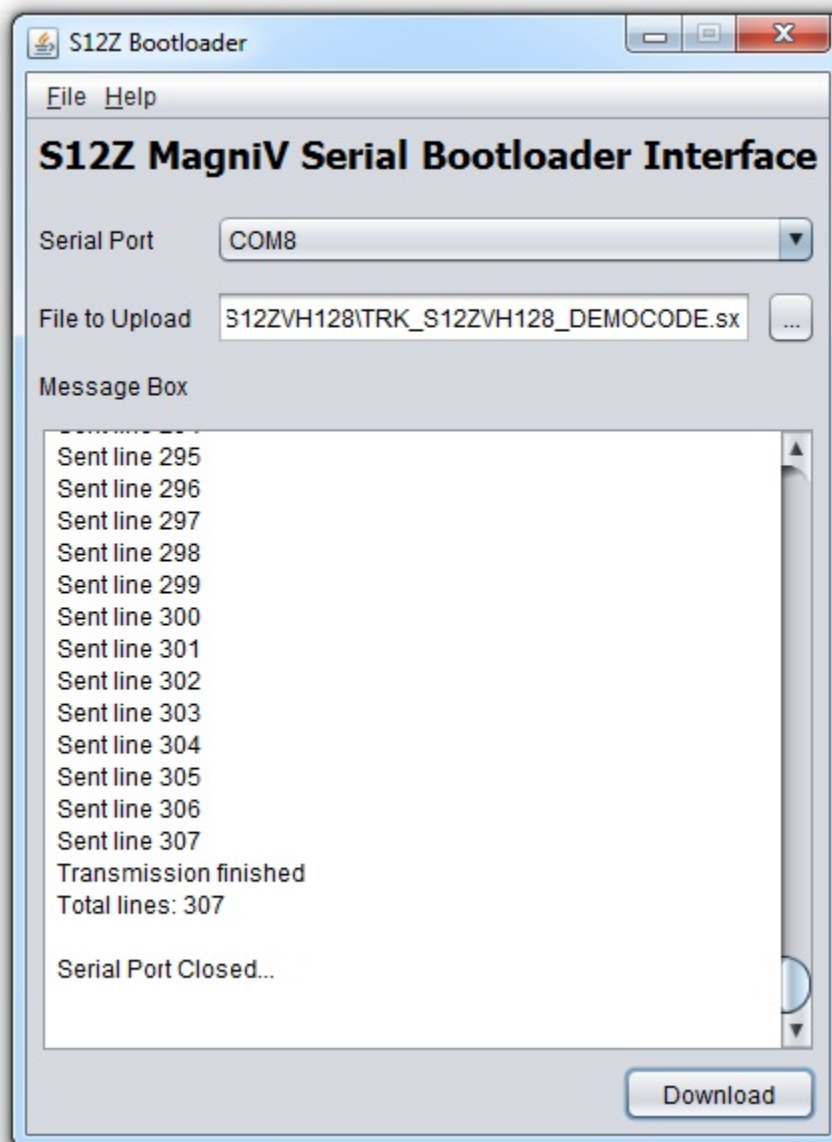 S12Z Bootloader
File Help
S12Z MagniV Serial Bootloader Interface
Serial Port COM8
File to Upload S12ZVH128\TRK_S12ZVH128_DEMOCODE.sx ...
Message Box
Sent line 295
Sent line 296
Sent line 297
Sent line 298
Sent line 299
Sent line 300
Sent line 301
Sent line 302
Sent line 303
Sent line 304
Sent line 305
Sent line 306
Sent line 307
Transmission finished
Total lines: 307
Serial Port Closed...
Download